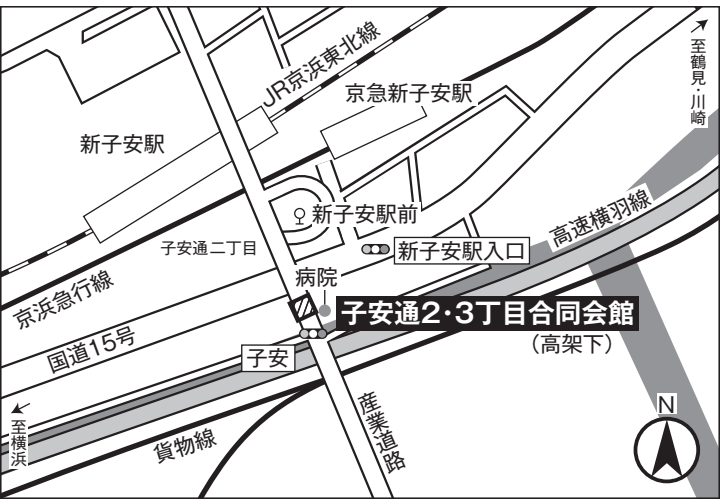 至鶴見・川崎
JR京浜東北線
京急新子安駅
新子安駅
新子安駅前
高速横羽線
子安通二丁目
新子安駅入口
病院
京浜急行線
子安通2・3丁目合同会館
(高架下)
国道15号
子安
産業道路
N
至横浜
貨物線